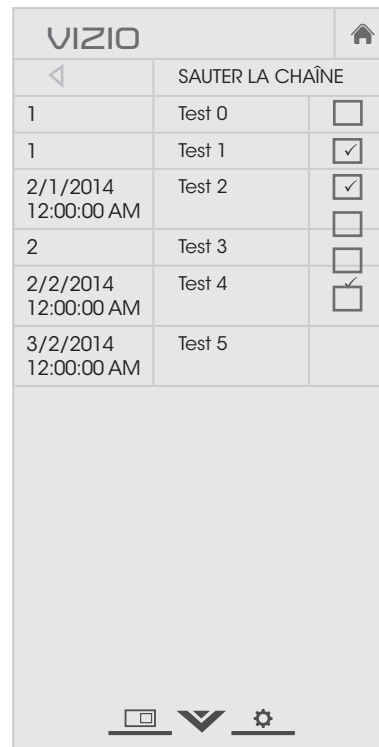 VIZIO
SAUTER LA CHAÎNE
1 Test 0
1 Test 1
2/1/2014 Test 2
12:00:00 AM
2 Test 3
2/2/2014 Test 4
12:00:00 AM
3/2/2014 Test 5
12:00:00 AM